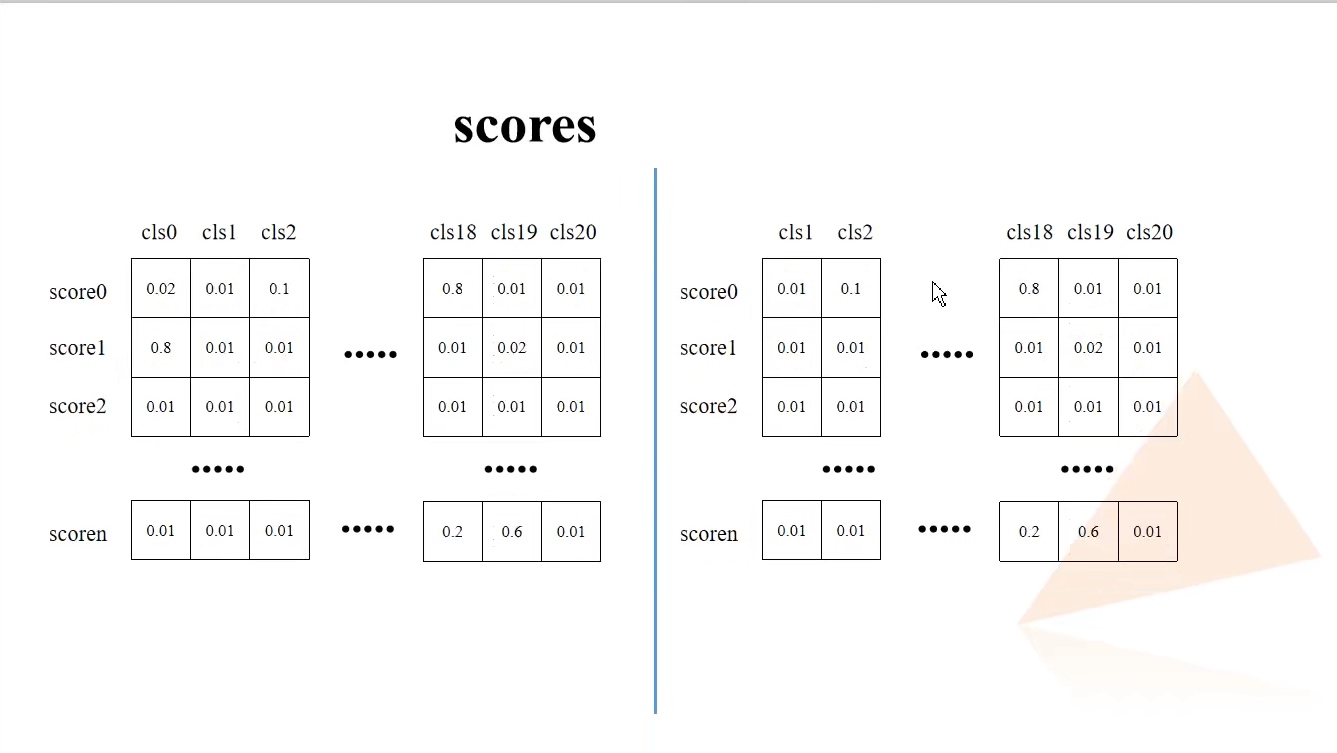 scores
cls0 cls1 cls2 cls18 cls19 cls20
score0 0.02 0.01 0.1 0.8 0.01 0.01
score1 0.8 0.01 0.01 ••••• 0.01 0.02 0.01
score2 0.01 0.01 0.01 0.01 0.01 0.01
••••• •••••
scoren 0.01 0.01 0.01 ••••• 0.2 0.6 0.01
cls1 cls2 cls18 cls19 cls20
score0 0.01 0.1 0.8 0.01 0.01
score1 0.01 0.01 ••••• 0.01 0.02 0.01
score2 0.01 0.01 0.01 0.01 0.01
••••• •••••
scoren 0.01 0.01 ••••• 0.2 0.6 0.01